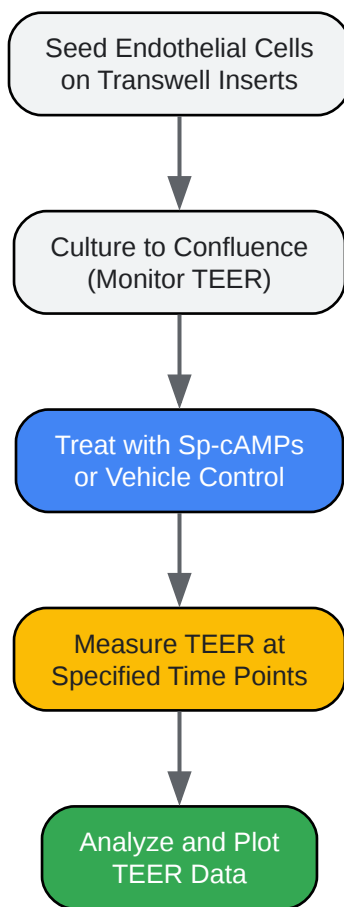 Seed Endothelial Cells
on Transwell Inserts
Culture to Confluence
(Monitor TEER)
Treat with Sp-cAMPs
or Vehicle Control
Measure TEER at
Specified Time Points
Analyze and Plot
TEER Data